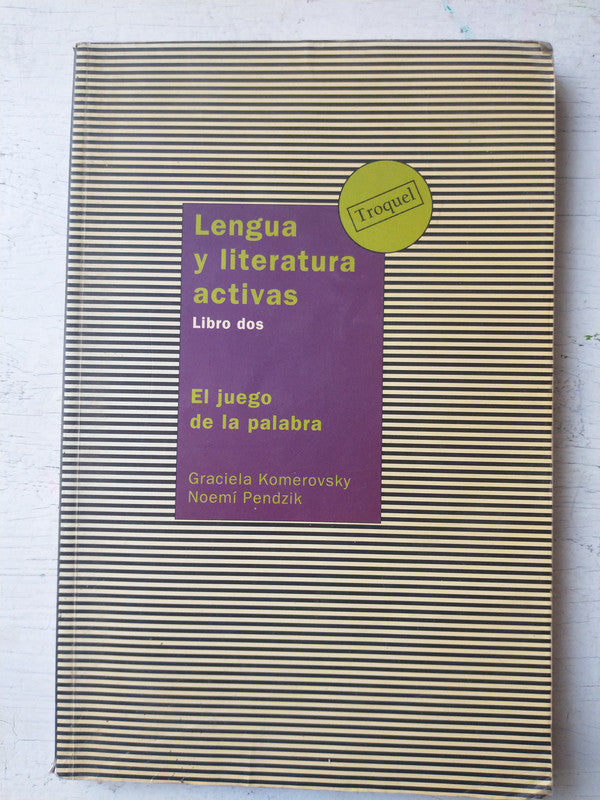 Troquel
Lengua
y literatura
activas
Libro dos
El juego
de la palabra
Graciela Komerovsky
Noemí Pendzik